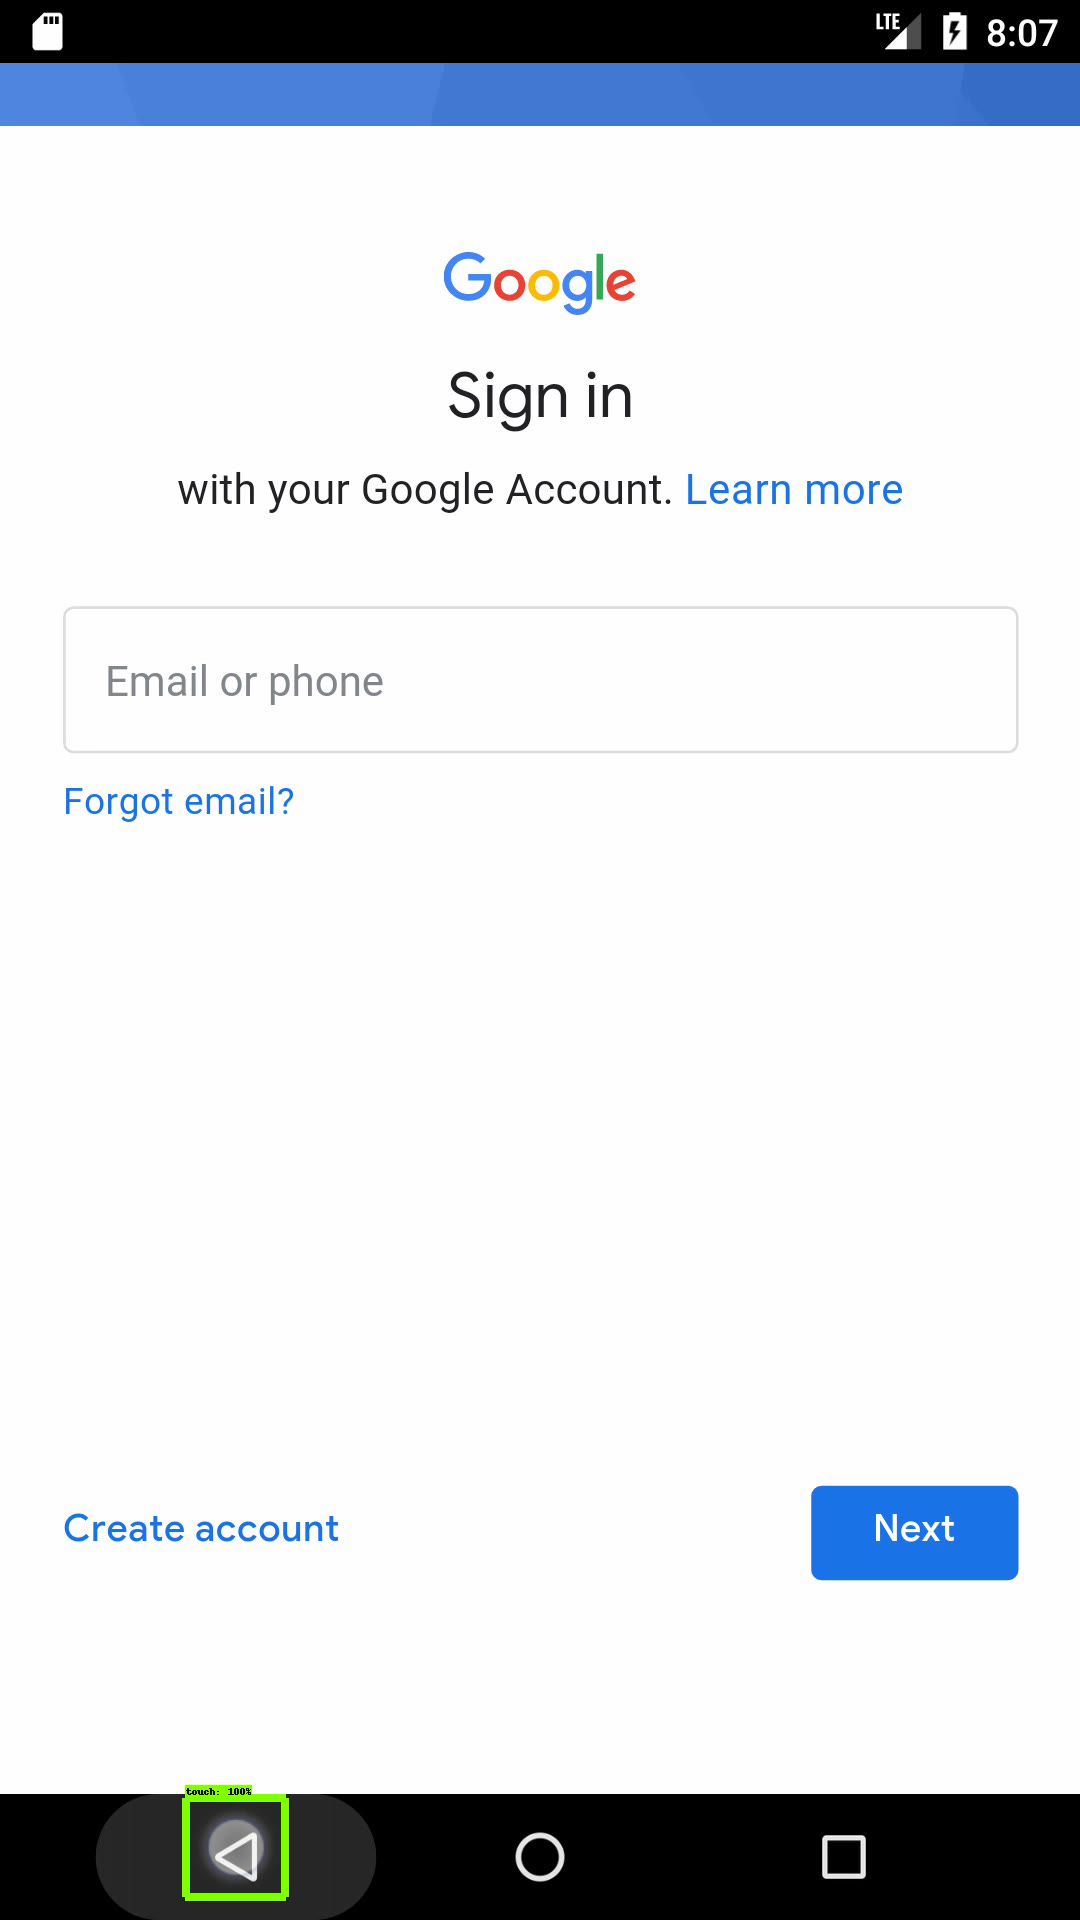 LTE 8:07
Google
Sign in
with your Google Account. Learn more
Email or phone
Forgot email?
Create account
Next
touch: 100%